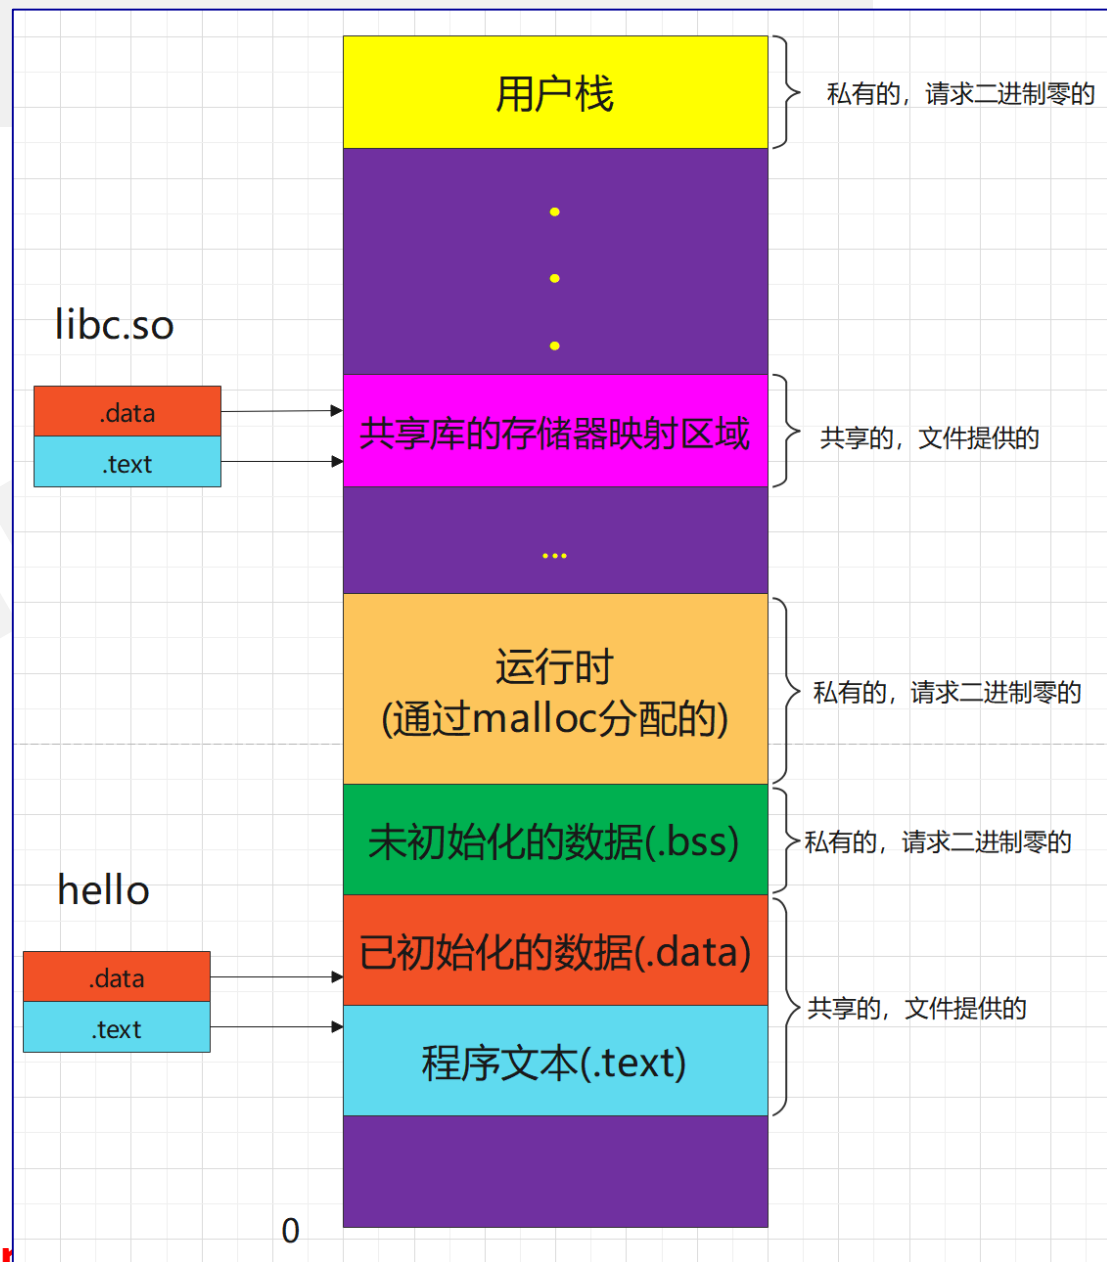 用户栈
私有的，请求二进制零的
libc.so
.data
.text
共享库的存储器映射区域
共享的，文件提供的
...
运行时
(通过malloc分配的)
私有的，请求二进制零的
未初始化的数据(.bss)
私有的，请求二进制零的
hello
.data
.text
已初始化的数据(.data)
程序文本(.text)
共享的，文件提供的
0